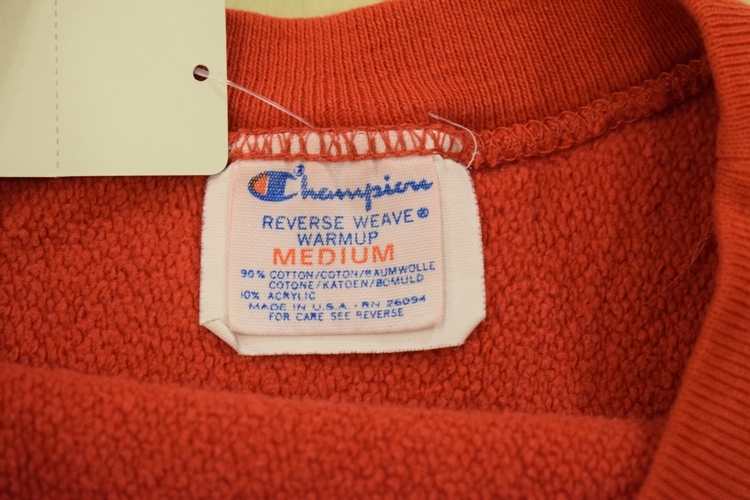 Champion®
REVERSE WEAVE®
WARMUP
MEDIUM
90% COTTON/COTON/BAUMWOLLE
COTONE/KATOEN/BOMULD
10% ACRYLIC
MADE IN U.S.A. - RN 26094
FOR CARE SEE REVERSE